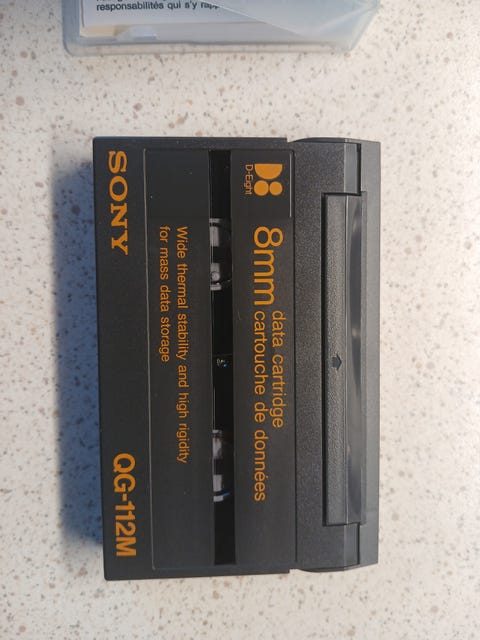 responsabilités qui s'y rapp
D-Eight
8mm data cartridge
cartouche de données
Wide thermal stability and high rigidity
for mass data storage
SONY
QG-112M